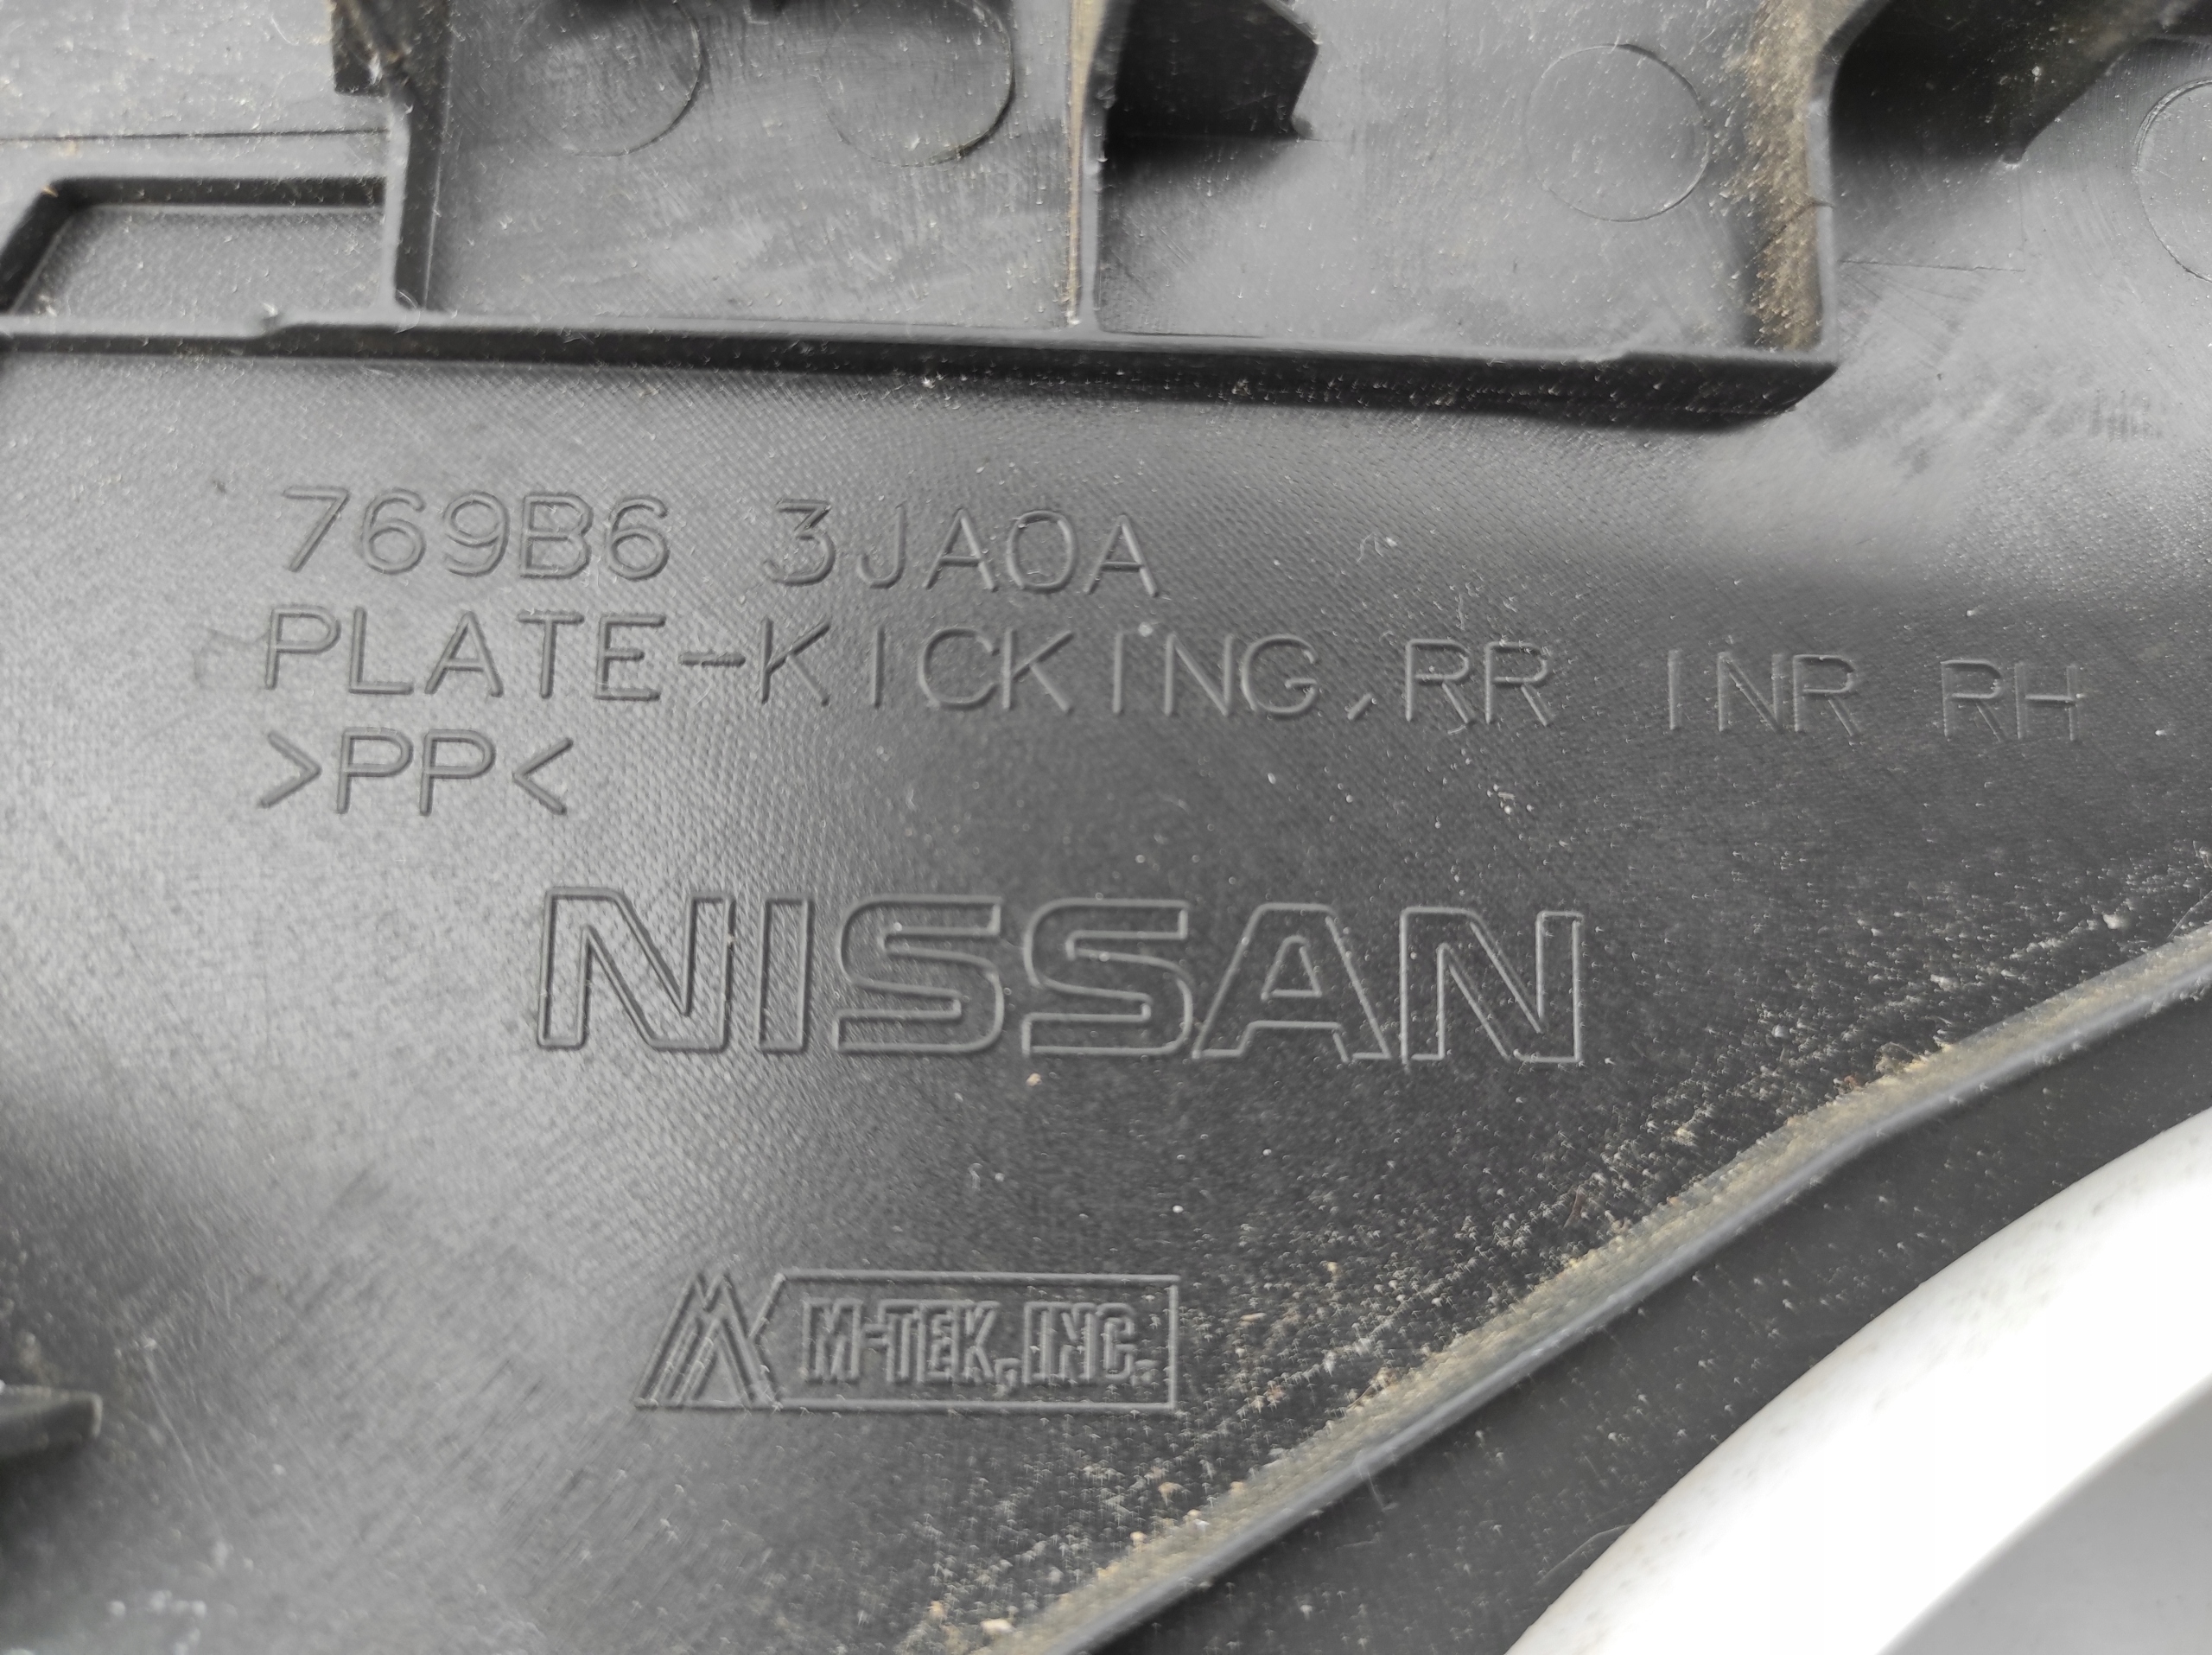 769B6 3JA0A
PLATE-KICKING,RR INR RH
>PP<
NISSAN
M-TEK,INC.